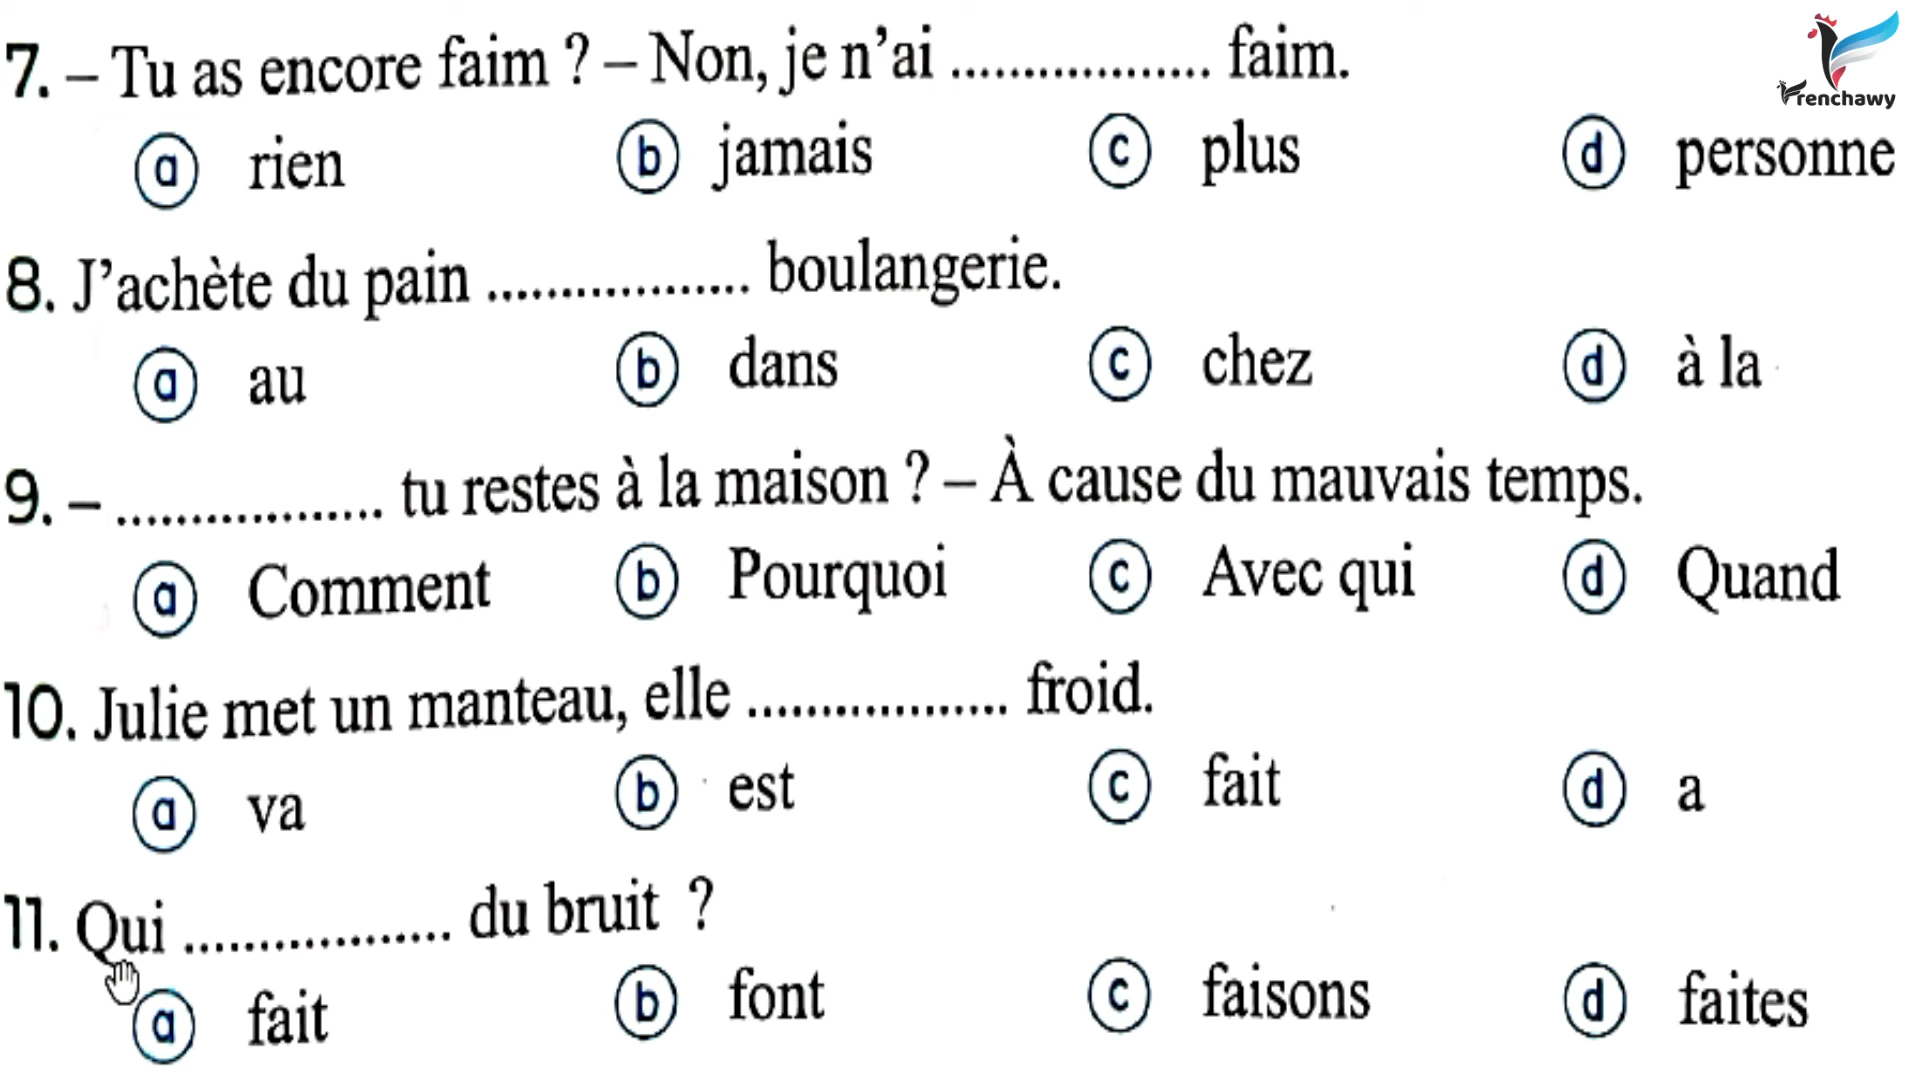 Frenchawy
7. – Tu as encore faim ? – Non, je n’ai .................. faim.
a rien b jamais c plus d personne
8. J’achète du pain .................. boulangerie.
a au b dans c chez d à la
9. – .................. tu restes à la maison ? – À cause du mauvais temps.
a Comment b Pourquoi c Avec qui d Quand
10. Julie met un manteau, elle .................. froid.
a va b est c fait d a
11. Qui .................. du bruit ?
a fait b font c faisons d faites